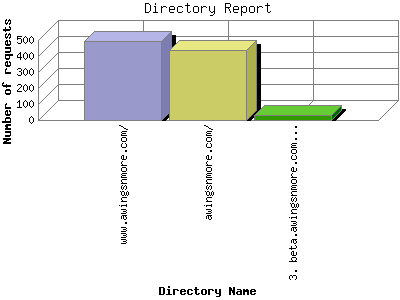 Directory Report
Number of requests
500
400
300
200
100
0
www.awingsnmore.com/
awingsnmore.com/
3. beta.awingsnmore.com...
Directory Name